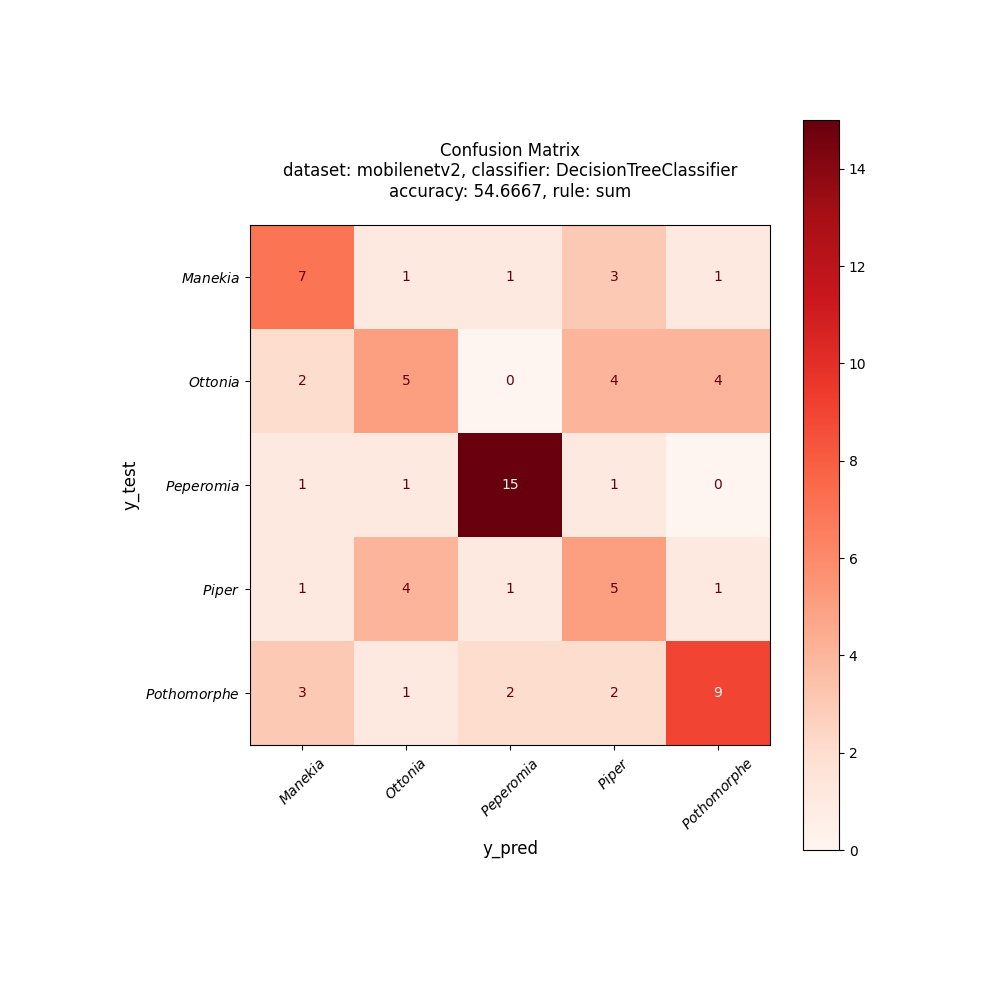 Confusion Matrix
dataset: mobilenetv2, classifier: DecisionTreeClassifier
accuracy: 54.6667, rule: sum
Manekia 7 1 1 3 1
Ottonia 2 5 0 4 4
Peperomia 1 1 15 1 0
Piper 1 4 1 5 1
Pothomorphe 3 1 2 2 9
y_test
Manekia Ottonia Peperomia Piper Pothomorphe
y_pred
14
12
10
8
6
4
2
0